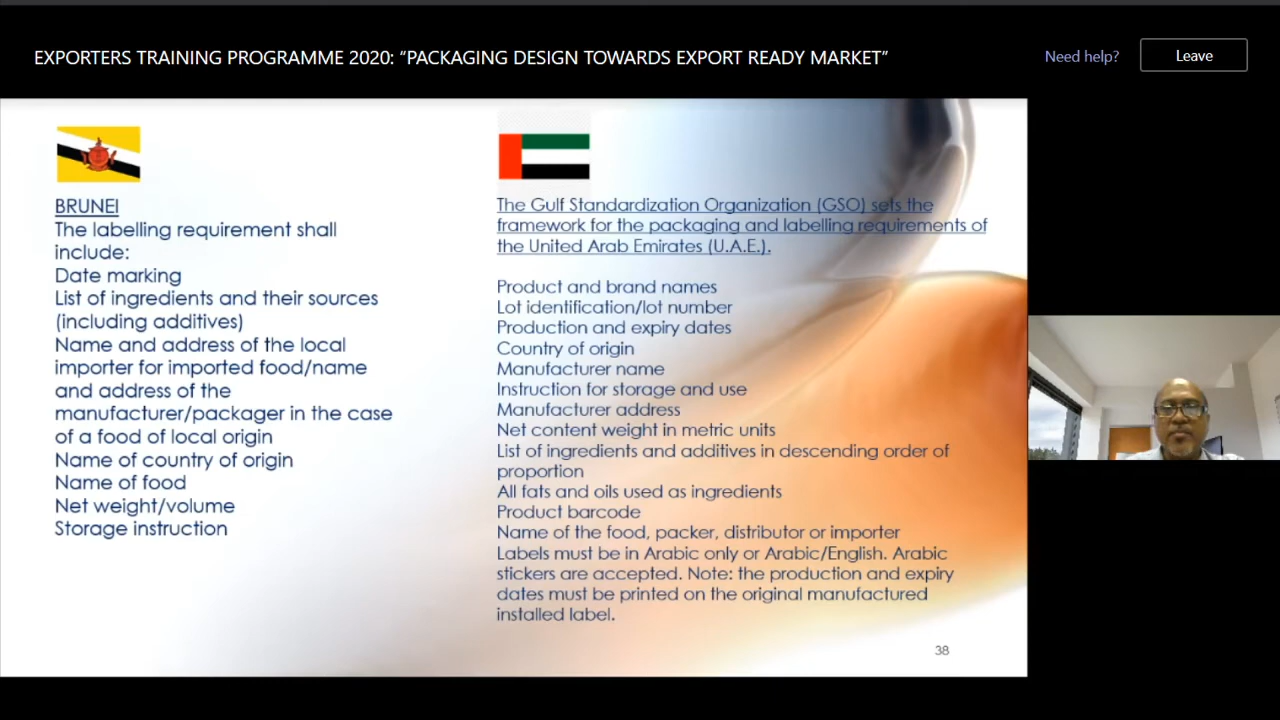 EXPORTERS TRAINING PROGRAMME 2020: “PACKAGING DESIGN TOWARDS EXPORT READY MARKET”
Need help?
Leave
BRUNEI
The labelling requirement shall
include:
Date marking
List of ingredients and their sources
(including additives)
Name and address of the local
importer for imported food/name
and address of the
manufacturer/packager in the case
of a food of local origin
Name of country of origin
Name of food
Net weight/volume
Storage instruction
The Gulf Standardization Organization (GSO) sets the
framework for the packaging and labelling requirements of
the United Arab Emirates (U.A.E.).
Product and brand names
Lot identification/lot number
Production and expiry dates
Country of origin
Manufacturer name
Instruction for storage and use
Manufacturer address
Net content weight in metric units
List of ingredients and additives in descending order of
proportion
All fats and oils used as ingredients
Product barcode
Name of the food, packer, distributor or importer
Labels must be in Arabic only or Arabic/English. Arabic
stickers are accepted. Note: the production and expiry
dates must be printed on the original manufactured
installed label.
38